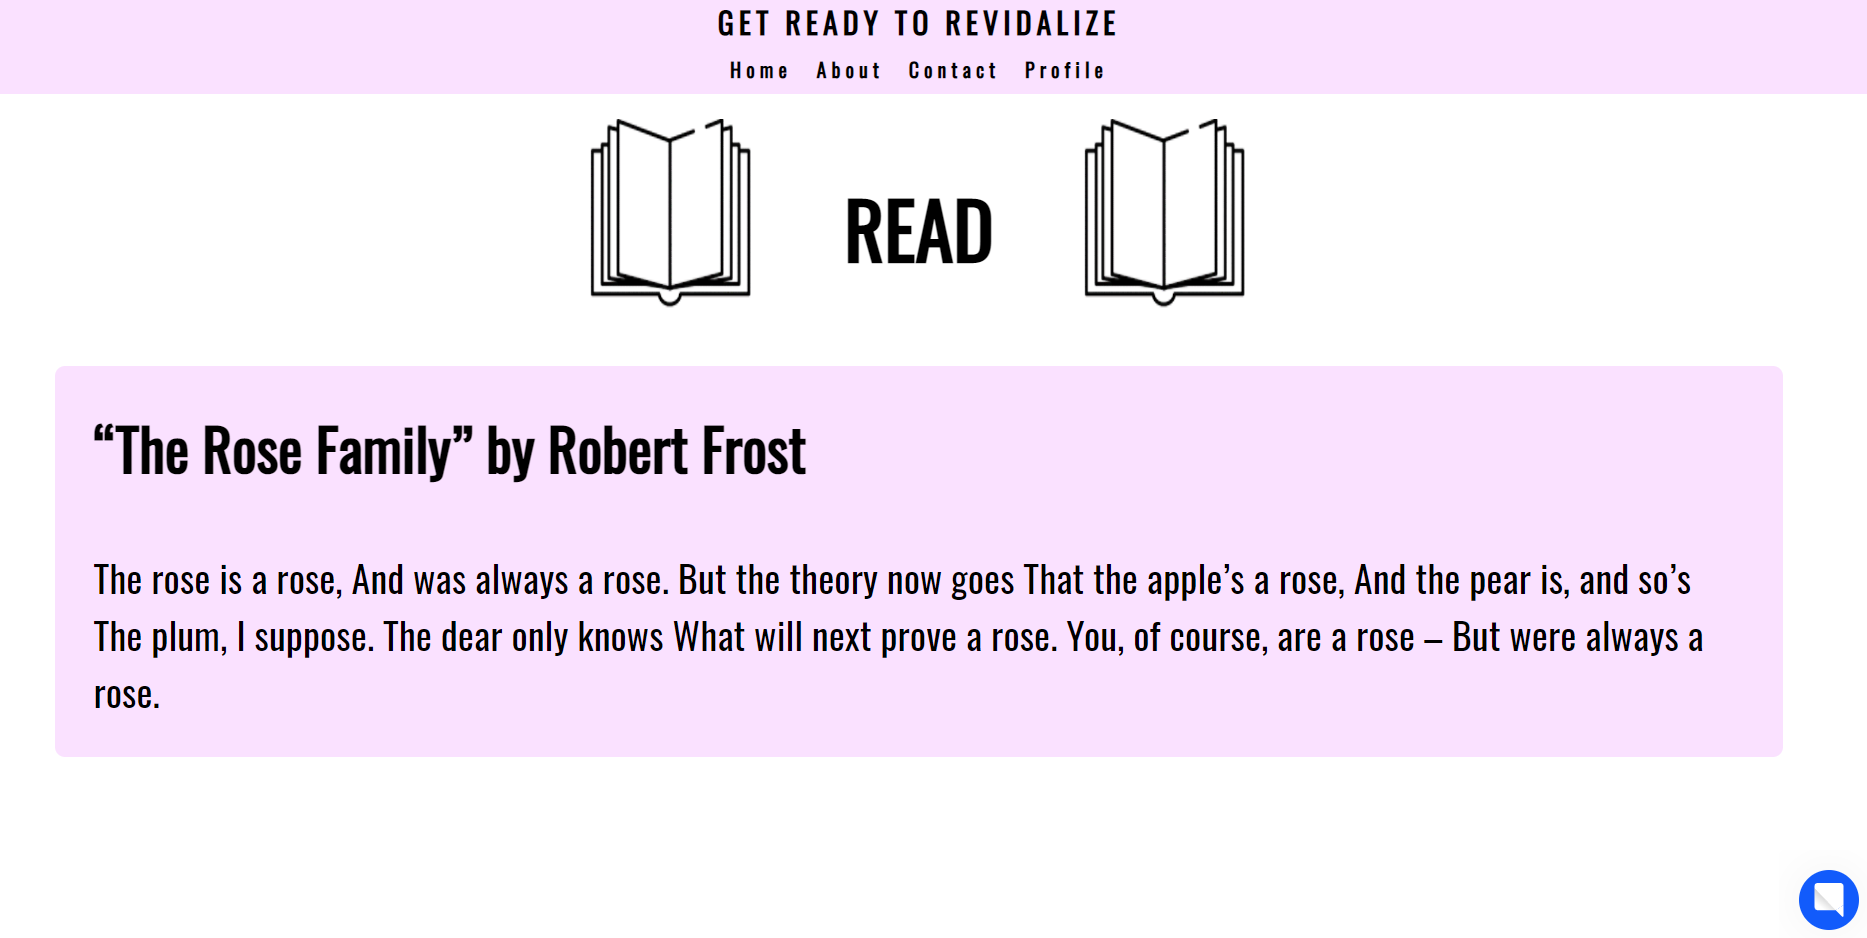 GET READY TO REVIDALIZE
Home About Contact Profile
READ
“The Rose Family” by Robert Frost
The rose is a rose, And was always a rose. But the theory now goes That the apple’s a rose, And the pear is, and so’s
The plum, I suppose. The dear only knows What will next prove a rose. You, of course, are a rose – But were always a
rose.